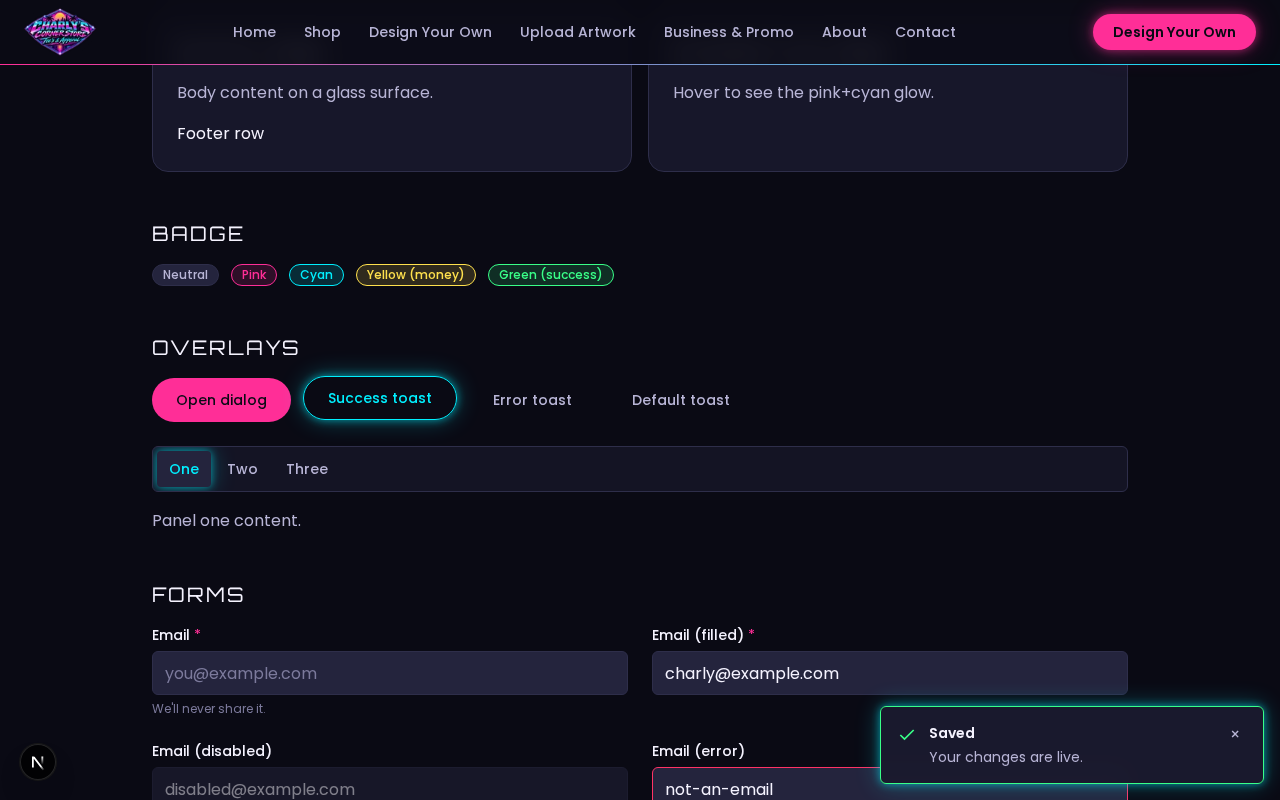 CHARLY'S
CORNER STORE
Home
Shop
Design Your Own
Upload Artwork
Business & Promo
About
Contact
Design Your Own
Body content on a glass surface.
Footer row
Hover to see the pink+cyan glow.
BADGE
Neutral
Pink
Cyan
Yellow (money)
Green (success)
OVERLAYS
Open dialog
Success toast
Error toast
Default toast
One
Two
Three
Panel one content.
FORMS
Email *
you@example.com
We'll never share it.
Email (filled) *
charly@example.com
Email (disabled)
disabled@example.com
Email (error)
not-an-email
Saved
Your changes are live.
×
N